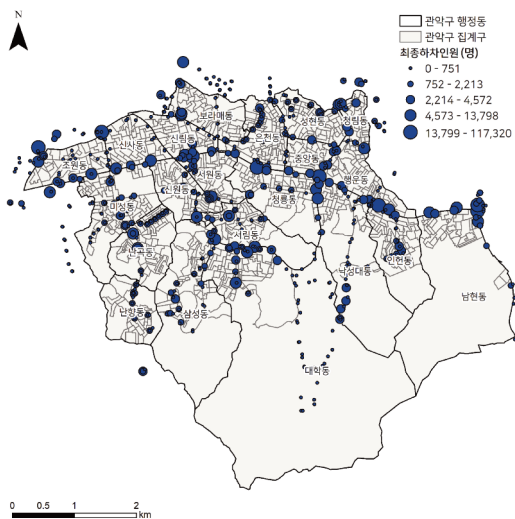 N
관악구 행정동
관악구 집계구
최종하차인원(명)
0 - 751
752 - 2,213
2,214 - 4,572
4,573 - 13,798
13,799 - 117,320
보라매동
신사동
신림동
은천동
성현동
청림동
조원동
서원동
중앙동
행운동
신원동
미성동
청룡동
서림동
난곡동
인헌동
낙성대동
남현동
난향동
삼성동
대학동
0 0.5 1 2
km